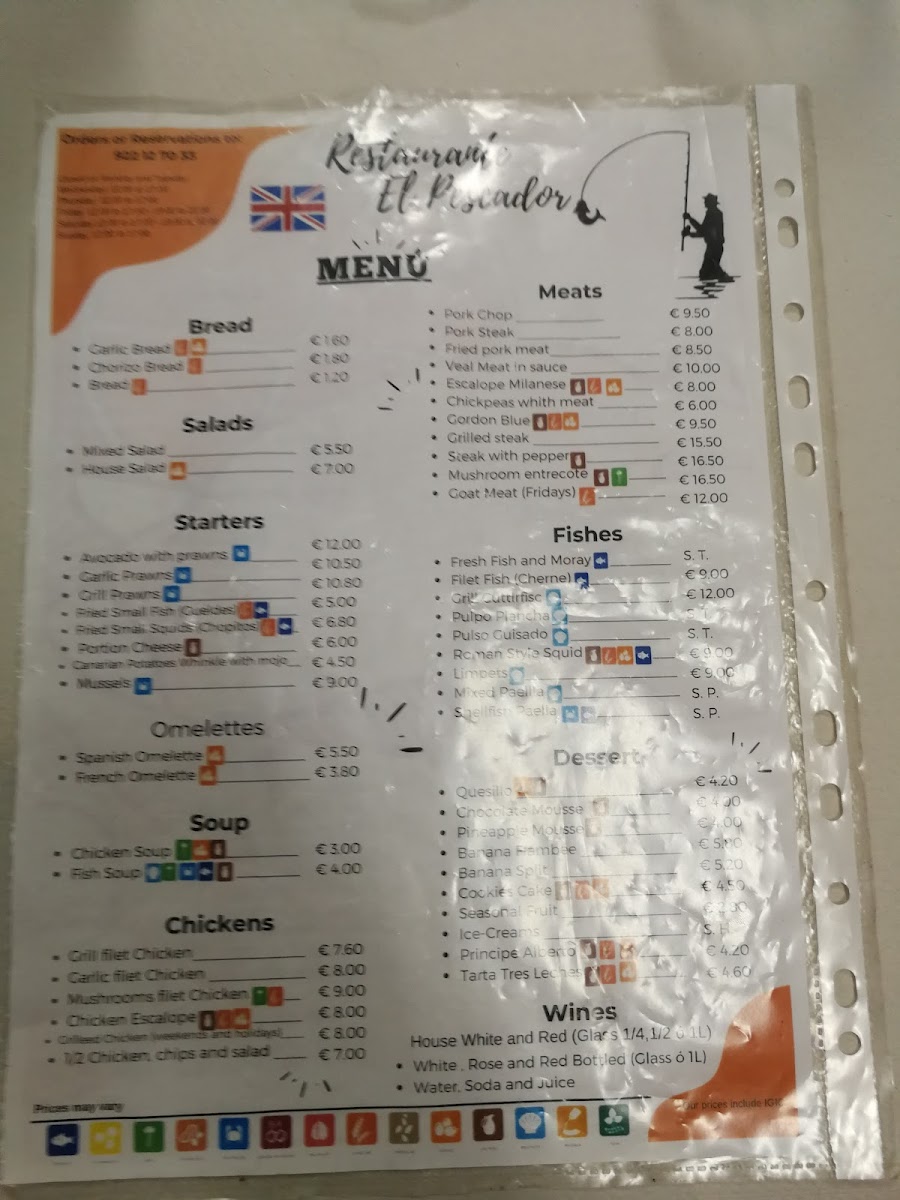 Orders or Reservations to:
922 10 70 33
Restaurante
El Pescador
MENÚ
Bread
Garlic Bread € 1.60
Chorizo Bread € 1,80
Bread € 1.20
Salads
Mixed Salad € 5.50
House Salad € 7.00
Starters
Avocado with prawns € 12.00
Garlic Prawns € 10.50
Grill Prawns € 10.80
Fried Small Fish (Gueldes) € 5.00
Fried Small Squids (Chopitos) € 6.80
Portion Cheese € 6.00
Canarian Potatoes Whinkle with mojo € 4.50
Mussels € 9.00
Omelettes
Spanish Omelette € 5.50
French Omelette € 3.80
Soup
Chicken Soup € 3.00
Fish Soup € 4.00
Chickens
Grill filet Chicken € 7.60
Garlic filet Chicken € 8.00
Mushrooms filet Chicken € 9.00
Chicken Escalope € 8.00
Grilleed Chicken (weekends and holidays) € 8.00
1/2 Chicken, chips and salad € 7.00
Meats
Pork Chop € 9.50
Pork Steak € 8.00
Fried pork meat € 8.50
Veal Meat in sauce € 10.00
Escalope Milanese € 8.00
Chickpeas whith meat € 6.00
Gordon Blue € 9.50
Grilled steak € 15.50
Steak with pepper € 16.50
Mushroom entrecote € 16.50
Goat Meat (Fridays) € 12.00
Fishes
Fresh Fish and Moray S. T.
Filet Fish (Cherne) € 9.00
Grill Cuttirfisc € 12.00
Pulpo Plancha
Pulso Guisado S. T.
Roman Style Squid € 9.00
Limpets € 9.00
Mixed Paella S. P.
Shellfish Paella S. P.
Dessert
Quesillo € 4.20
Chocolate Mousse € 4.00
Pineapple Mousse € 4.00
Banana Flambee € 5.00
Banana Split € 5.20
Cookies Cake € 4.50
Seasonal Fruit
Ice-Creams
Principe Alberto € 4.20
Tarta Tres Leches € 4.60
Wines
House White and Red (Glass 1/4,1/2 ó 1L)
White , Rose and Red Bottled (Glass ó 1L)
Water, Soda and Juice
Prices may vary
Our prices include IGIC